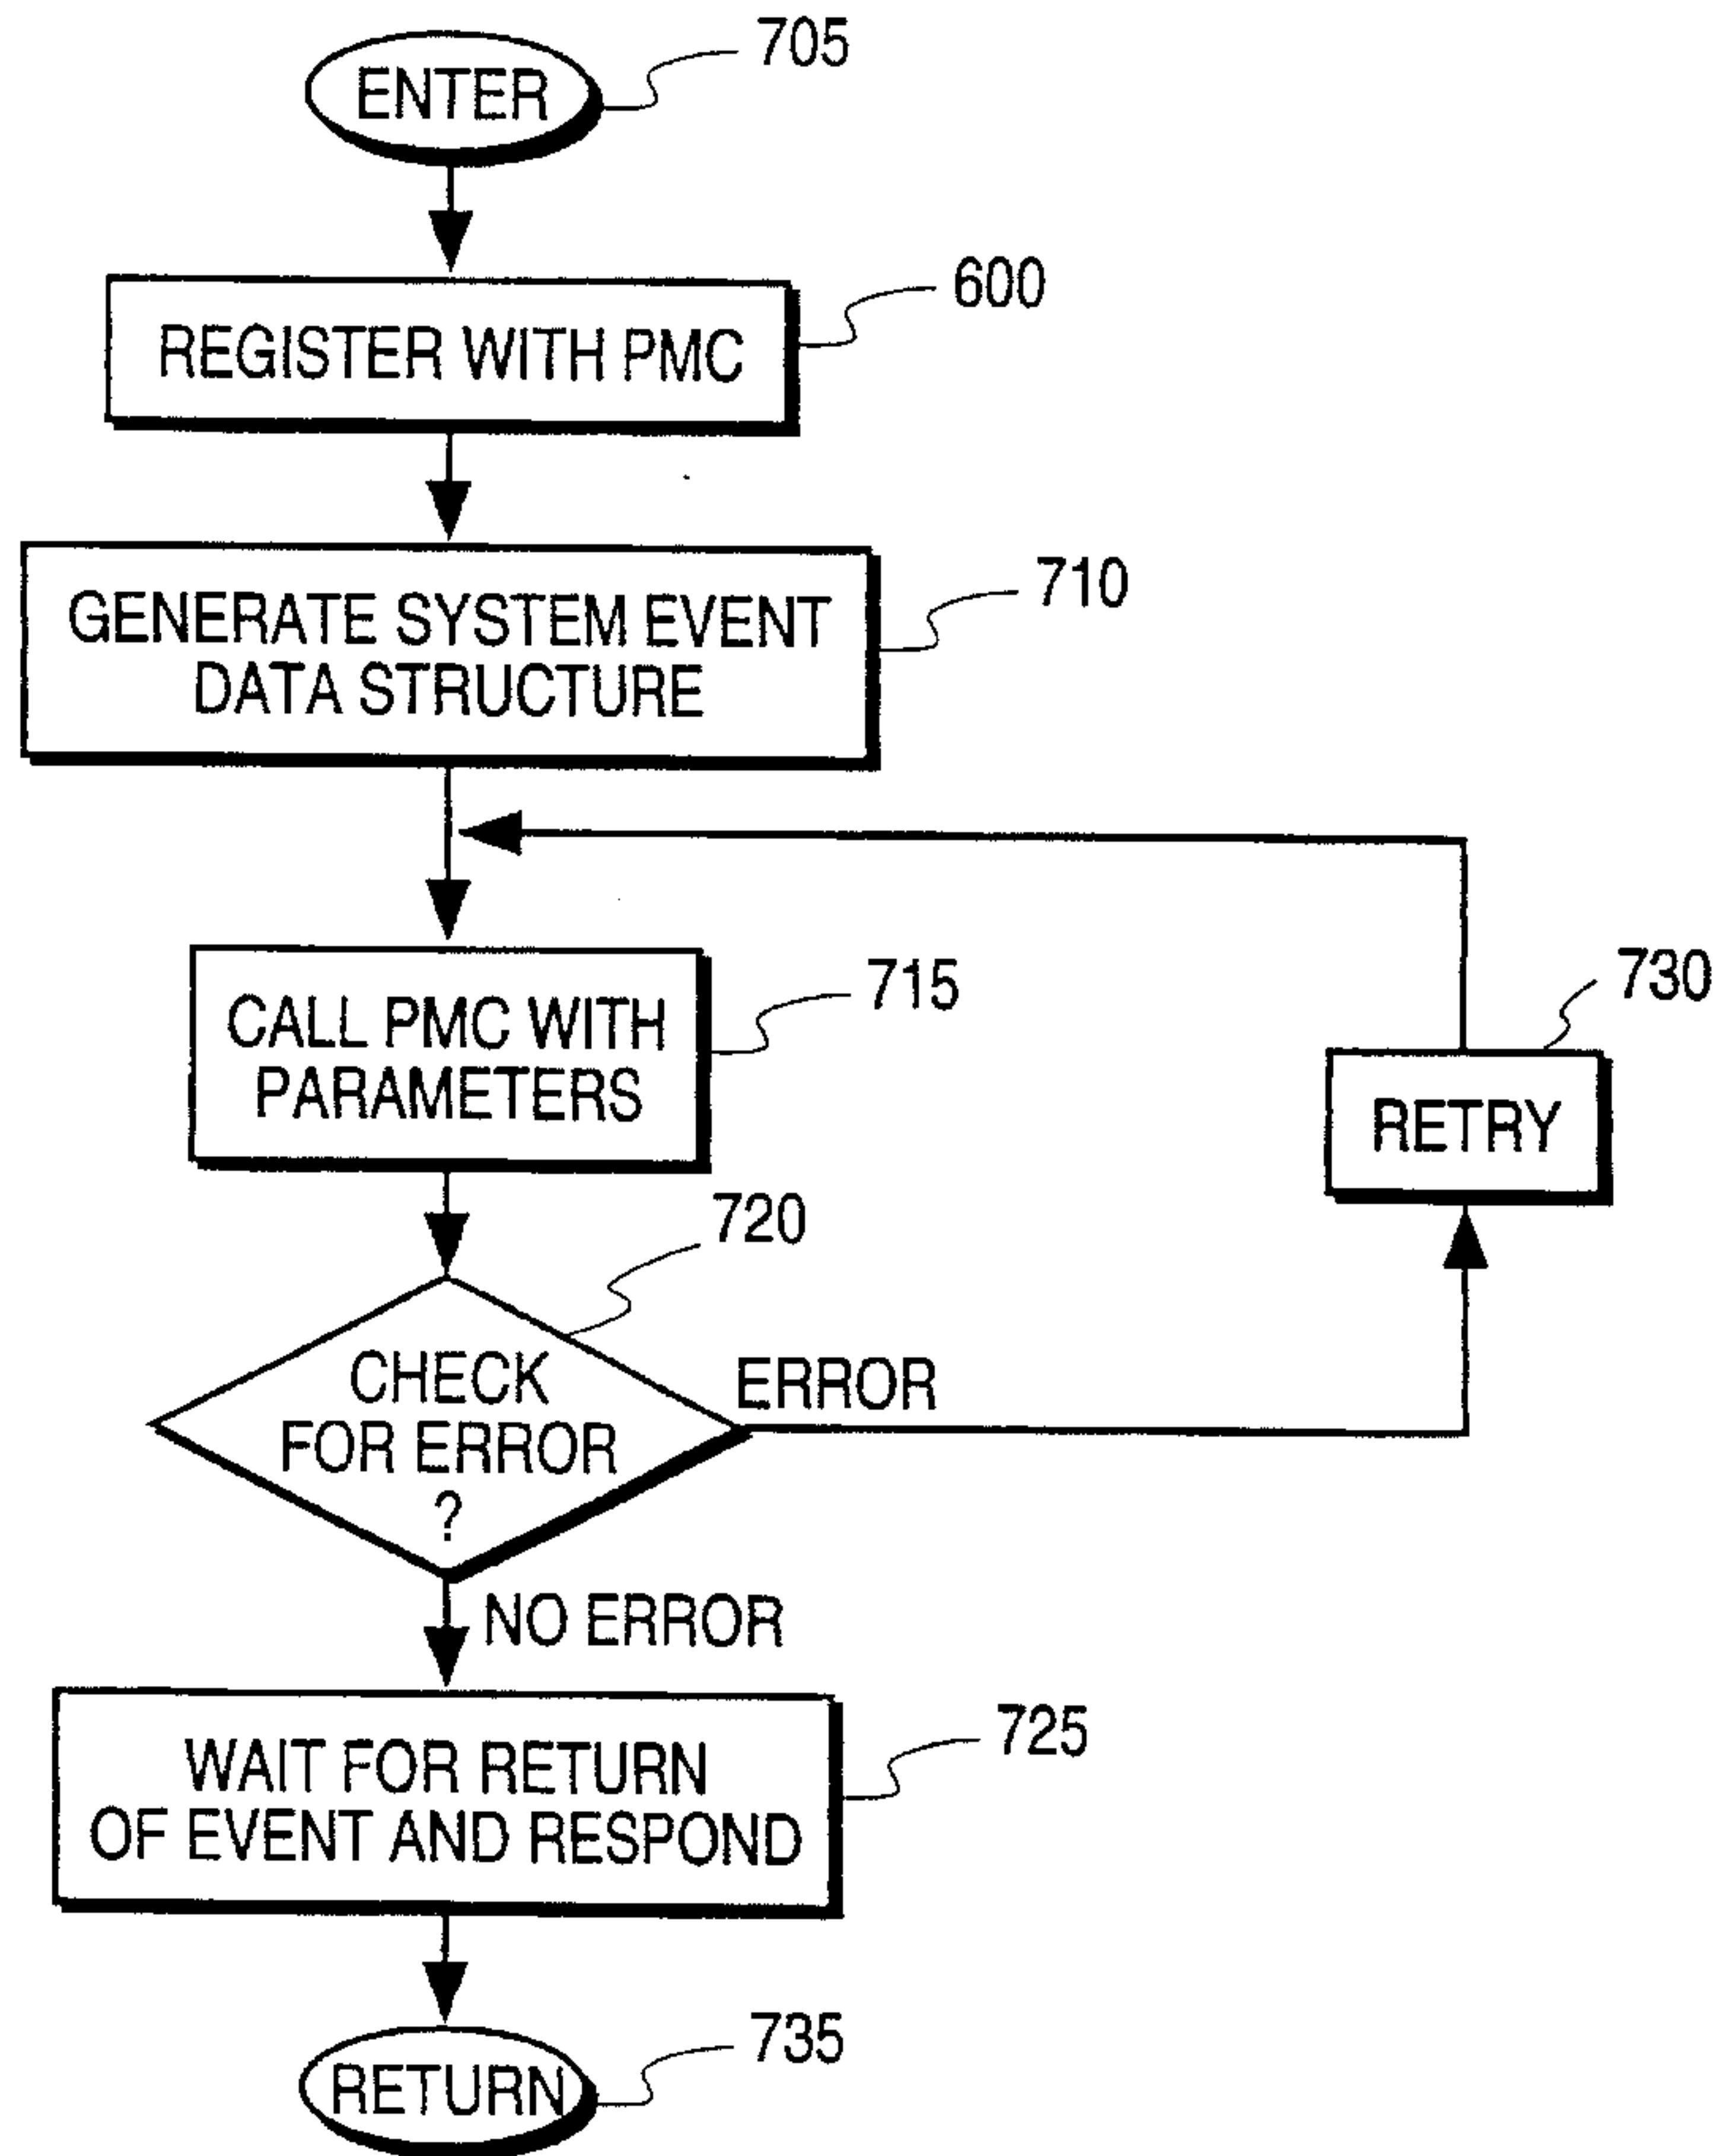 705
ENTER
600
REGISTER WITH PMC
710
GENERATE SYSTEM EVENT
DATA STRUCTURE
715
CALL PMC WITH
PARAMETERS
730
RETRY
720
CHECK
FOR ERROR
?
ERROR
NO ERROR
725
WAIT FOR RETURN
OF EVENT AND RESPOND
735
RETURN